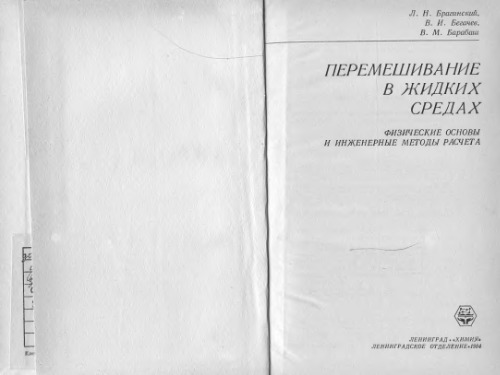 Л. Н. Брагинский,
В. И. Бегачев,
В. М. Барабаш
ПЕРЕМЕШИВАНИЕ
В ЖИДКИХ
СРЕДАХ
ФИЗИЧЕСКИЕ ОСНОВЫ
И ИНЖЕНЕРНЫЕ МЕТОДЫ РАСЧЕТА
ЛЕНИНГРАД «ХИМИЯ»
ЛЕНИНГРАДСКОЕ ОТДЕЛЕНИЕ 1984